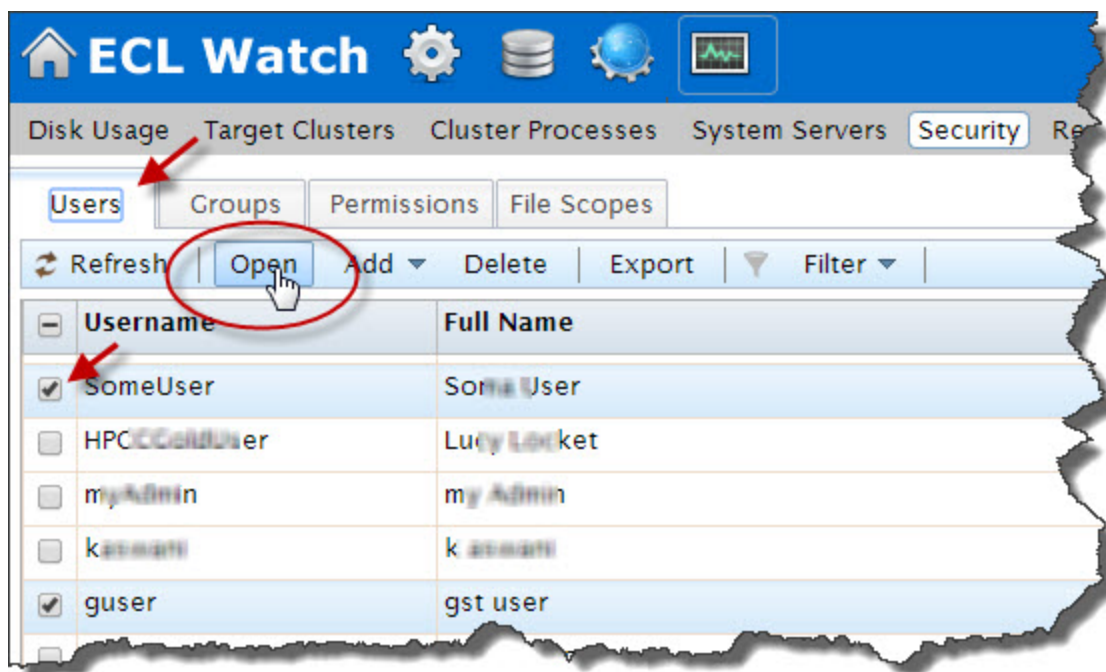 ECL Watch
Disk Usage Target Clusters Cluster Processes System Servers Security
Users Groups Permissions File Scopes
Refresh Open Add Delete Export Filter
Username Full Name
SomeUser User
guser gst user